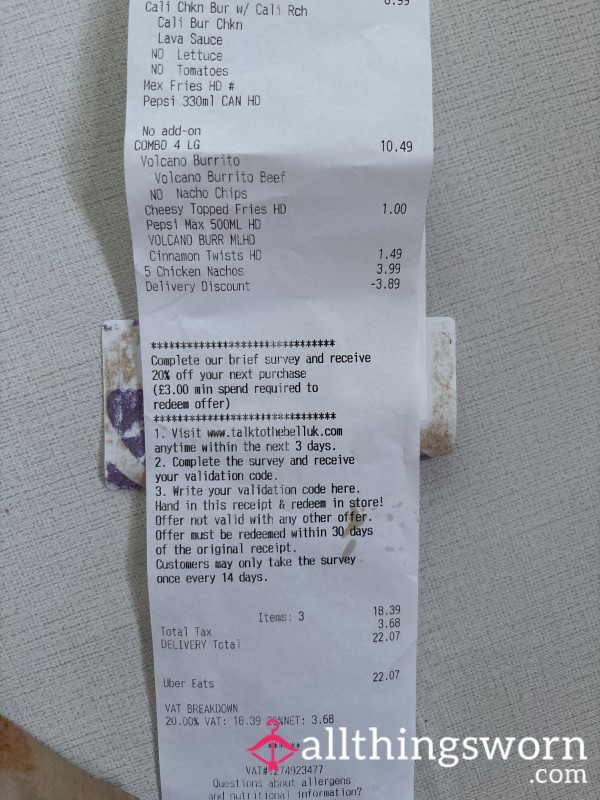 Cali Chkn Bur w/ Cali Rch
Cali Bur Chkn
Lava Sauce
NO Lettuce
NO Tomatoes
Mex Fries HD #
Pepsi 330ml CAN HD
No add-on
COMBO 4 LG 10.49
Volcano Burrito
Volcano Burrito Beef
NO Nacho Chips
Cheesy Topped Fries HD 1.00
Pepsi Max 500ML HD
VOLCANO BURR MLHD
Cinnamon Twists HD 1.49
5 Chicken Nachos 3.99
Delivery Discount -3.89
********************************
Complete our brief survey and receive
20% off your next purchase
(£3.00 min spend required to
redeem offer)
********************************
1. Visit www.talktothebelluk.com
anytime within the next 3 days.
2. Complete the survey and receive
your validation code.
3. Write your validation code here.
Hand in this receipt & redeem in store!
Offer not valid with any other offer.
Offer must be redeemed within 30 days
of the original receipt.
Customers may only take the survey
once every 14 days.
Items: 3 18.39
Total Tax 3.68
DELIVERY Total 22.07
Uber Eats 22.07
VAT BREAKDOWN
20.00% VAT: 18.39 20%NET: 3.68
VAT#:274923477
Questions about allergens
and nutritional information?
allthingsworn
.com